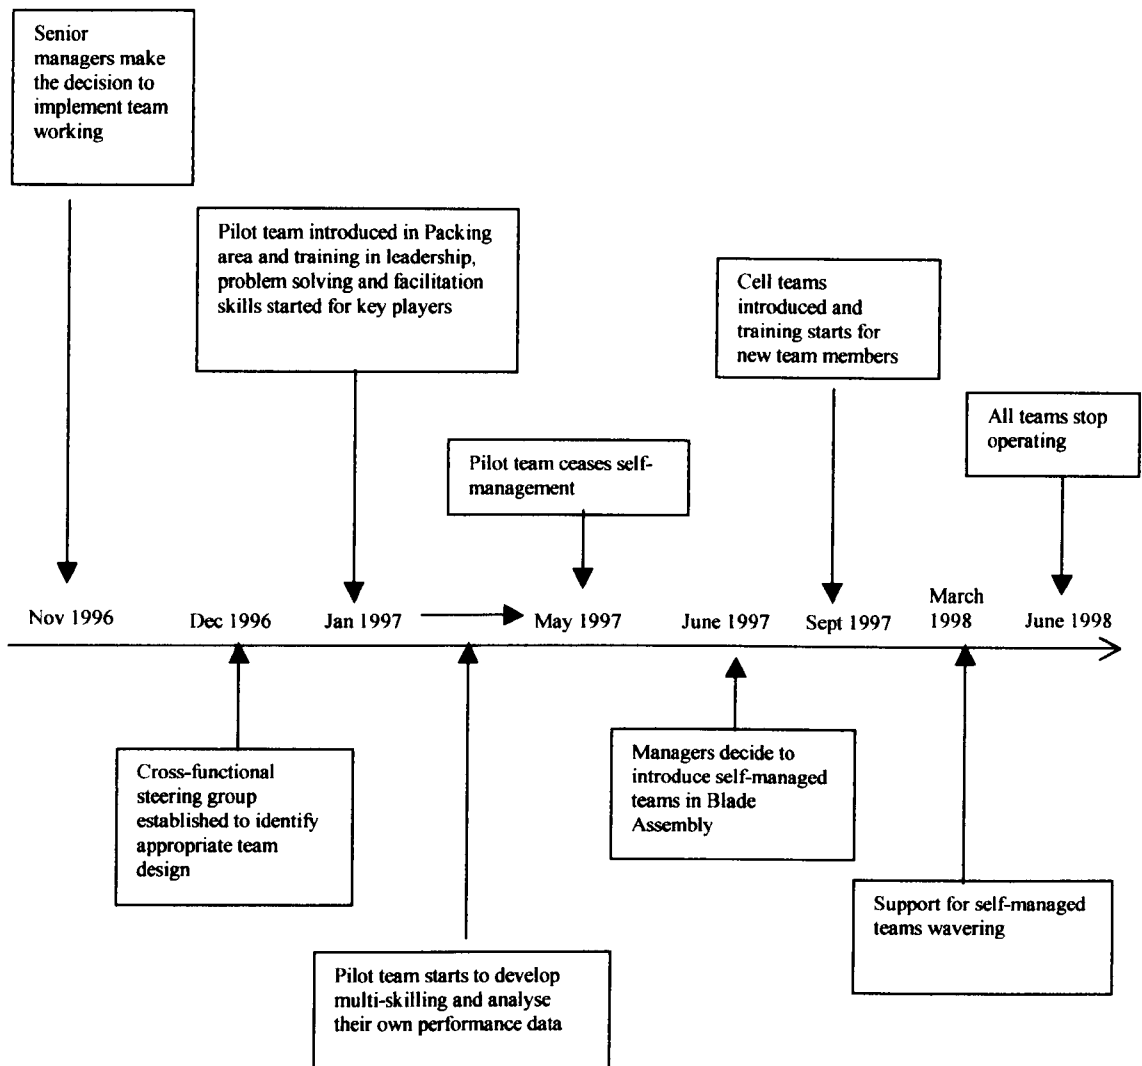 Senior
managers make
the decision to
implement team
working
Pilot team introduced in Packing
area and training in leadership,
problem solving and facilitation
skills started for key players
Cell teams
introduced and
training starts for
new team members
All teams stop
operating
Pilot team ceases self-
management
Nov 1996
Dec 1996
Jan 1997
May 1997
June 1997
Sept 1997
March
1998
June 1998
Cross-functional
steering group
established to identify
appropriate team
design
Managers decide to
introduce self-managed
teams in Blade
Assembly
Support for self-managed
teams wavering
Pilot team starts to develop
multi-skilling and analyse
their own performance data